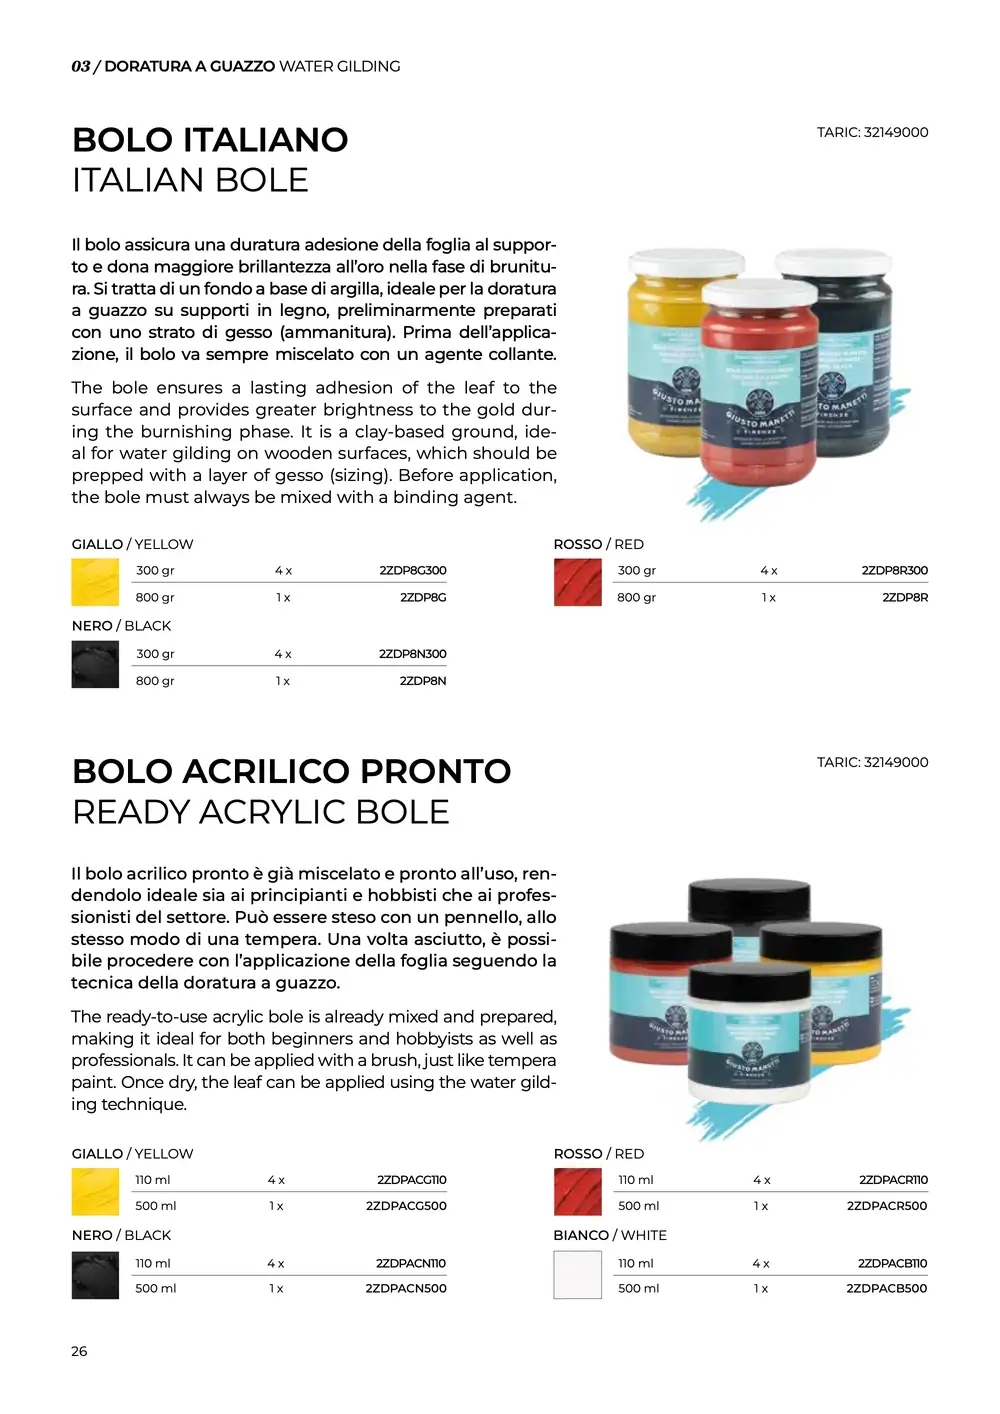 03 / DORATURA A GUAZZO WATER GILDING
BOLO ITALIANO
ITALIAN BOLE
TARIC: 32149000
Il bolo assicura una duratura adesione della foglia al suppor-
to e dona maggiore brillantezza all’oro nella fase di brunitu-
ra. Si tratta di un fondo a base di argilla, ideale per la doratura
a guazzo su supporti in legno, preliminarmente preparati
con uno strato di gesso (ammanitura). Prima dell’applica-
zione, il bolo va sempre miscelato con un agente collante.
The bole ensures a lasting adhesion of the leaf to the
surface and provides greater brightness to the gold dur-
ing the burnishing phase. It is a clay-based ground, ide-
al for water gilding on wooden surfaces, which should be
prepped with a layer of gesso (sizing). Before application,
the bole must always be mixed with a binding agent.
GIUSTO MANETTI
FIRENZE
GIALLO / YELLOW
300 gr 4 x 2ZDP8G300
800 gr 1 x 2ZDP8G
ROSSO / RED
300 gr 4 x 2ZDP8R300
800 gr 1 x 2ZDP8R
NERO / BLACK
300 gr 4 x 2ZDP8N300
800 gr 1 x 2ZDP8N
BOLO ACRILICO PRONTO
READY ACRYLIC BOLE
TARIC: 32149000
Il bolo acrilico pronto è già miscelato e pronto all’uso, ren-
dendolo ideale sia ai principianti e hobbisti che ai profes-
sionisti del settore. Può essere steso con un pennello, allo
stesso modo di una tempera. Una volta asciutto, è possi-
bile procedere con l’applicazione della foglia seguendo la
tecnica della doratura a guazzo.
The ready-to-use acrylic bole is already mixed and prepared,
making it ideal for both beginners and hobbyists as well as
professionals. It can be applied with a brush, just like tempera
paint. Once dry, the leaf can be applied using the water gild-
ing technique.
GIUSTO MANETTI
FIRENZE
GIALLO / YELLOW
110 ml 4 x 2ZDPACG110
500 ml 1 x 2ZDPACG500
ROSSO / RED
110 ml 4 x 2ZDPACR110
500 ml 1 x 2ZDPACR500
NERO / BLACK
110 ml 4 x 2ZDPACN110
500 ml 1 x 2ZDPACN500
BIANCO / WHITE
110 ml 4 x 2ZDPACB110
500 ml 1 x 2ZDPACB500
26